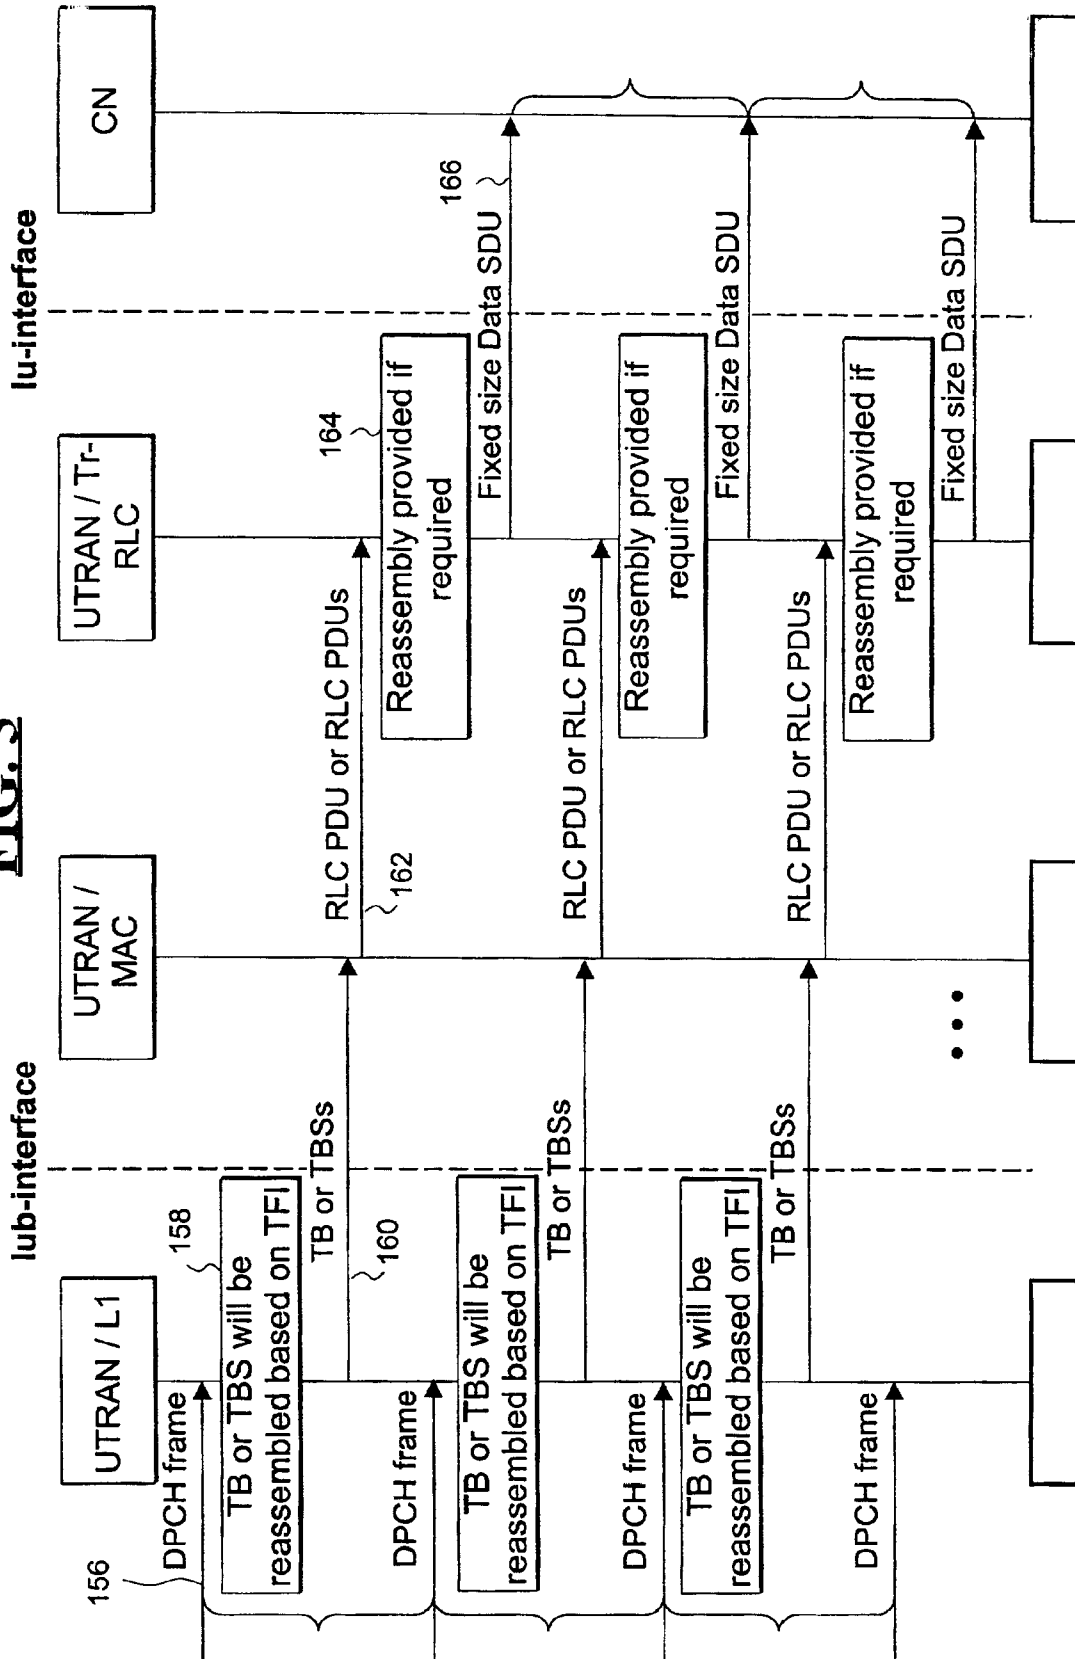 FIG. 3
Iub-interface
Iu-interface
UTRAN / L1
UTRAN /
MAC
UTRAN / Tr-
RLC
CN
156
DPCH frame
158
TB or TBS will be
reassembled based on TFI
TB or TBSs
160
RLC PDU or RLC PDUs
162
164
Reassembly provided if
required
Fixed size Data SDU
166
DPCH frame
TB or TBS will be
reassembled based on TFI
TB or TBSs
RLC PDU or RLC PDUs
Reassembly provided if
required
Fixed size Data SDU
DPCH frame
TB or TBS will be
reassembled based on TFI
TB or TBSs
RLC PDU or RLC PDUs
Reassembly provided if
required
Fixed size Data SDU
DPCH frame